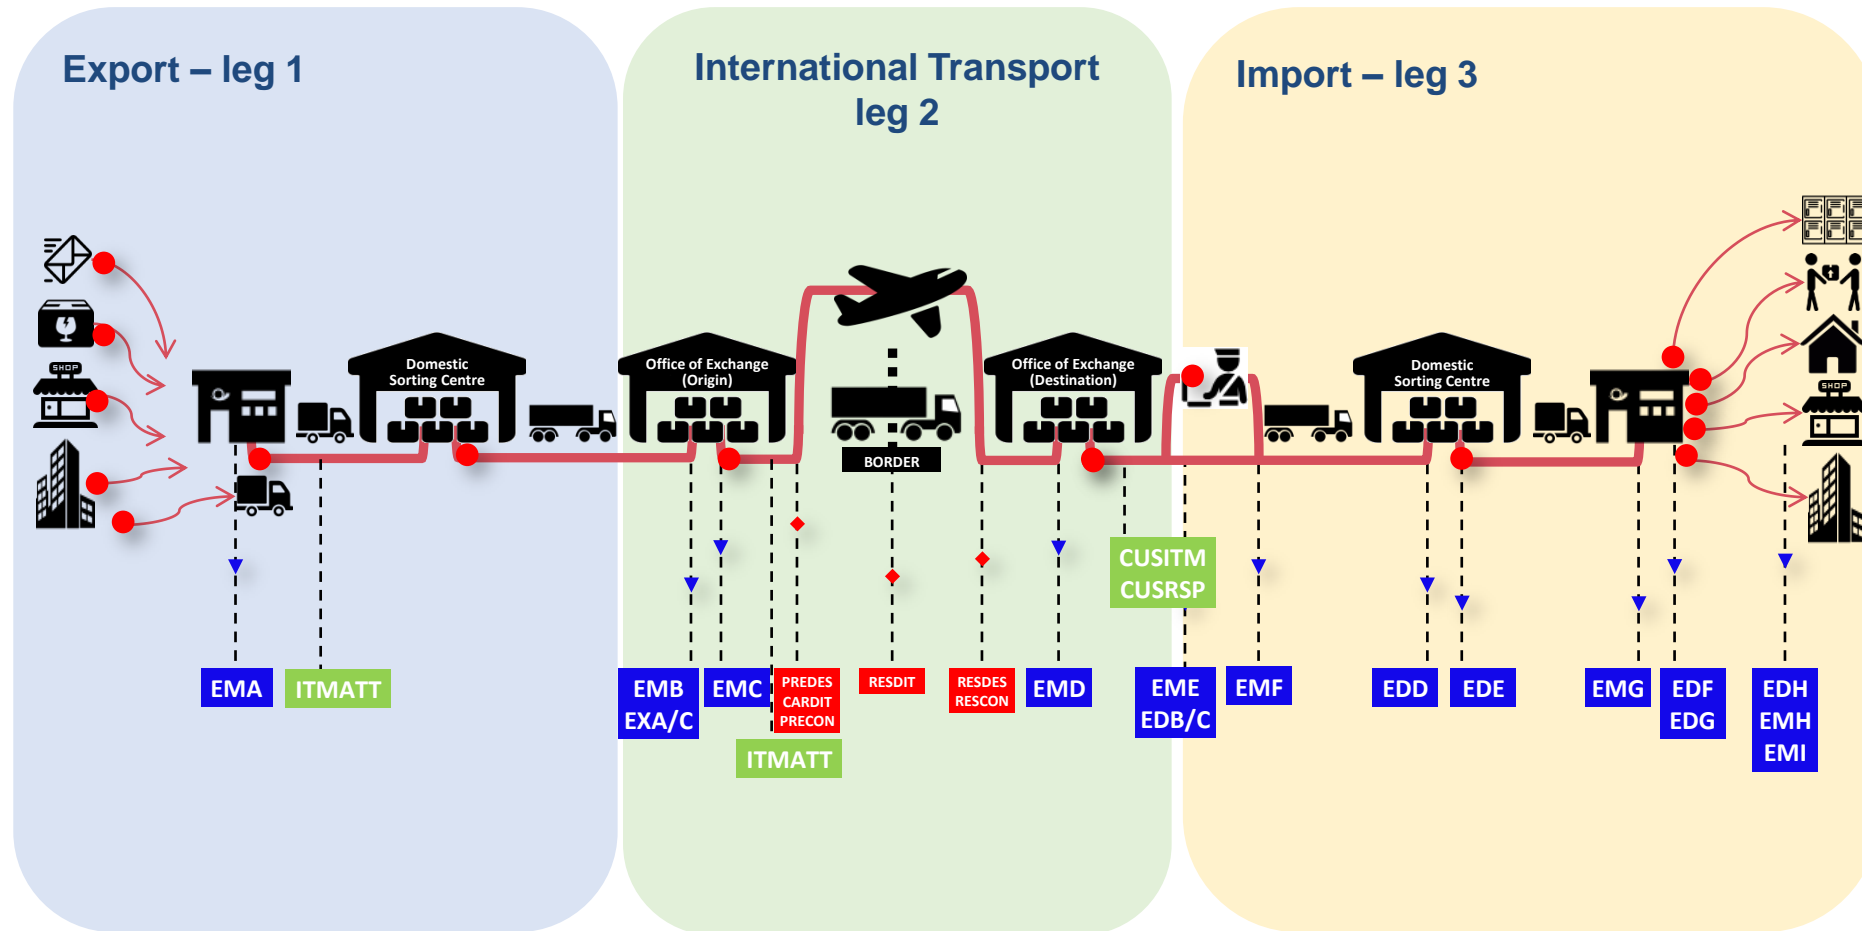 Export – leg 1
International Transport
leg 2
Import – leg 3
SHOP
Domestic
Sorting Centre
Office of Exchange
(Origin)
BORDER
Office of Exchange
(Destination)
Domestic
Sorting Centre
SHOP
CUSITM
CUSRSP
EMA
ITMATT
EMB
EXA/C
EMC
PREDES
CARDIT
PRECON
ITMATT
RESDIT
RESDES
RESCON
EMD
EME
EDB/C
EMF
EDD
EDE
EMG
EDF
EDG
EDH
EMH
EMI